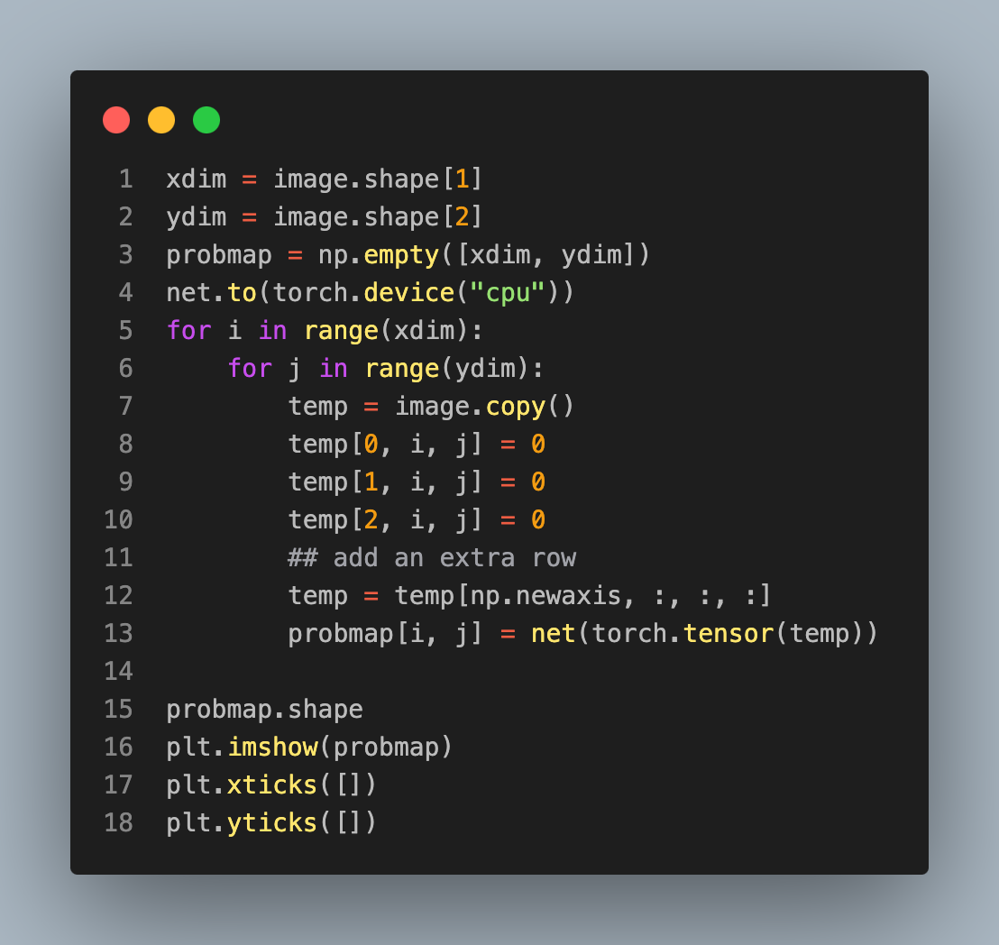 1 xdim = image.shape[1]
2 ydim = image.shape[2]
3 probmap = np.empty([xdim, ydim])
4 net.to(torch.device("cpu"))
5 for i in range(xdim):
6     for j in range(ydim):
7         temp = image.copy()
8         temp[0, i, j] = 0
9         temp[1, i, j] = 0
10         temp[2, i, j] = 0
11         ## add an extra row
12         temp = temp[np.newaxis, :, :, :]
13         probmap[i, j] = net(torch.tensor(temp))
14
15 probmap.shape
16 plt.imshow(probmap)
17 plt.xticks([])
18 plt.yticks([])